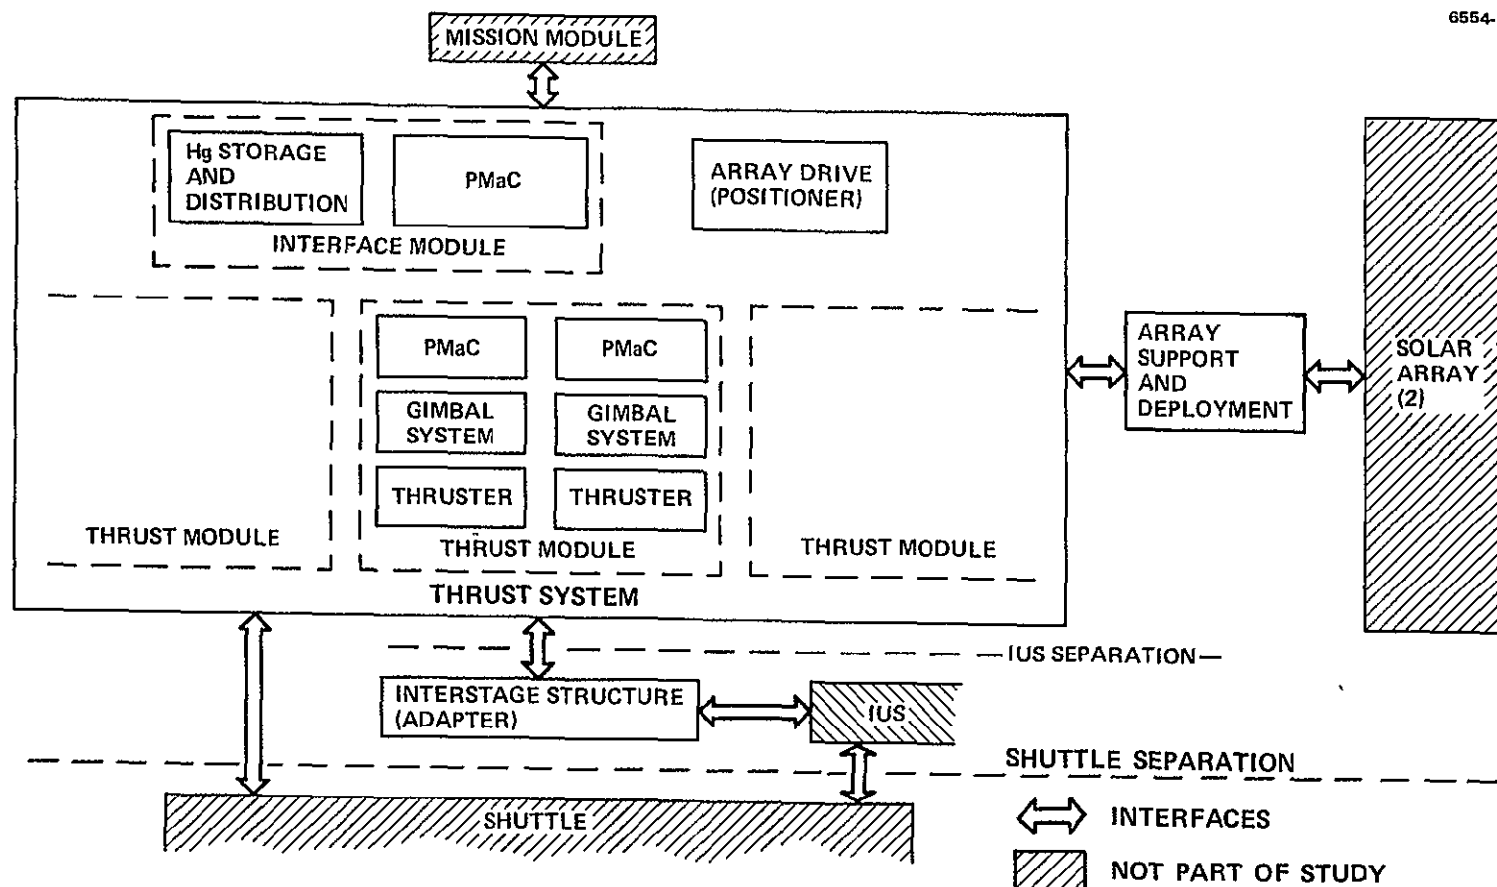 6554-
MISSION MODULE
Hg STORAGE
AND
DISTRIBUTION
PMaC
INTERFACE MODULE
ARRAY DRIVE
(POSITIONER)
THRUST MODULE
PMaC
PMaC
GIMBAL
SYSTEM
GIMBAL
SYSTEM
THRUSTER
THRUSTER
THRUST MODULE
THRUST MODULE
THRUST SYSTEM
ARRAY
SUPPORT
AND
DEPLOYMENT
SOLAR
ARRAY
(2)
IUS SEPARATION
INTERSTAGE STRUCTURE
(ADAPTER)
IUS
SHUTTLE SEPARATION
SHUTTLE
INTERFACES
NOT PART OF STUDY